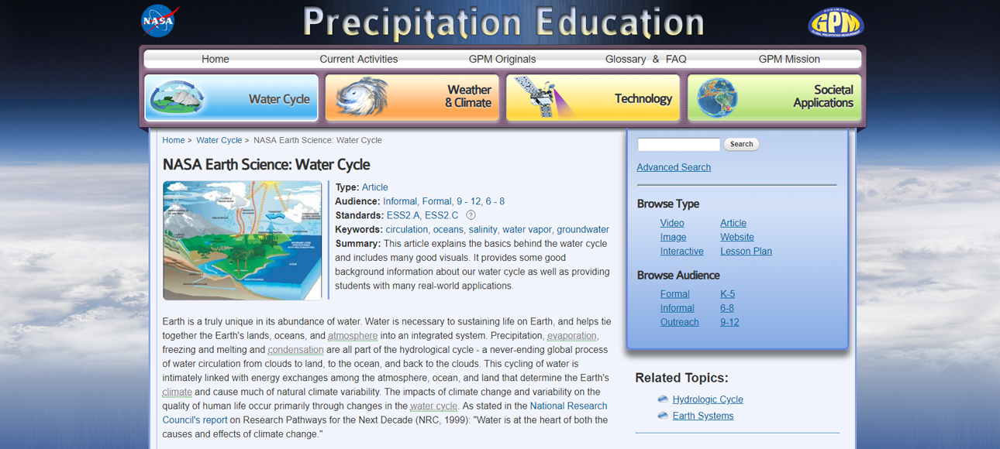 NASA
Precipitation Education
GPM
GLOBAL PRECIPITATION MEASUREMENT
Home
Current Activities
GPM Originals
Glossary & FAQ
GPM Mission
Water Cycle
Weather
& Climate
Technology
Societal
Applications
Home > Water Cycle > NASA Earth Science: Water Cycle
NASA Earth Science: Water Cycle
Type: Article
Audience: Informal, Formal, 9 - 12, 6 - 8
Standards: ESS2.A, ESS2.C ?
Keywords: circulation, oceans, salinity, water vapor, groundwater
Summary: This article explains the basics behind the water cycle
and includes many good visuals. It provides some good
background information about our water cycle as well as providing
students with many real-world applications.
Earth is a truly unique in its abundance of water. Water is necessary to sustaining life on Earth, and helps tie
together the Earth's lands, oceans, and atmosphere into an integrated system. Precipitation, evaporation,
freezing and melting and condensation are all part of the hydrological cycle - a never-ending global process
of water circulation from clouds to land, to the ocean, and back to the clouds. This cycling of water is
intimately linked with energy exchanges among the atmosphere, ocean, and land that determine the Earth's
climate and cause much of natural climate variability. The impacts of climate change and variability on the
quality of human life occur primarily through changes in the water cycle. As stated in the National Research
Council's report on Research Pathways for the Next Decade (NRC, 1999): "Water is at the heart of both the
causes and effects of climate change."
Search
Advanced Search
Browse Type
Video
Article
Image
Website
Interactive
Lesson Plan
Browse Audience
Formal
K-5
Informal
6-8
Outreach
9-12
Related Topics:
Hydrologic Cycle
Earth Systems